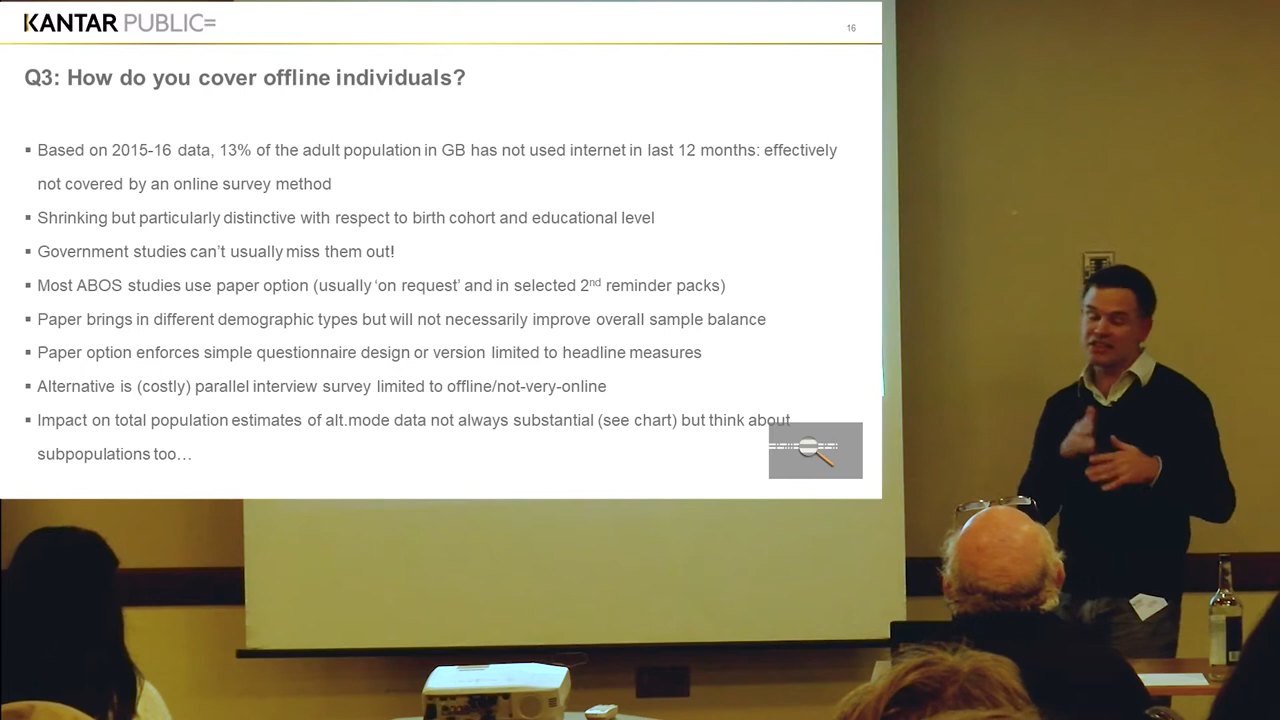 KANTAR PUBLIC=
16
Q3: How do you cover offline individuals?
▪ Based on 2015-16 data, 13% of the adult population in GB has not used internet in last 12 months: effectively
not covered by an online survey method
▪ Shrinking but particularly distinctive with respect to birth cohort and educational level
▪ Government studies can't usually miss them out!
▪ Most ABOS studies use paper option (usually 'on request' and in selected 2nd reminder packs)
▪ Paper brings in different demographic types but will not necessarily improve overall sample balance
▪ Paper option enforces simple questionnaire design or version limited to headline measures
▪ Alternative is (costly) parallel interview survey limited to offline/not-very-online
▪ Impact on total population estimates of alt.mode data not always substantial (see chart) but think about
subpopulations too…